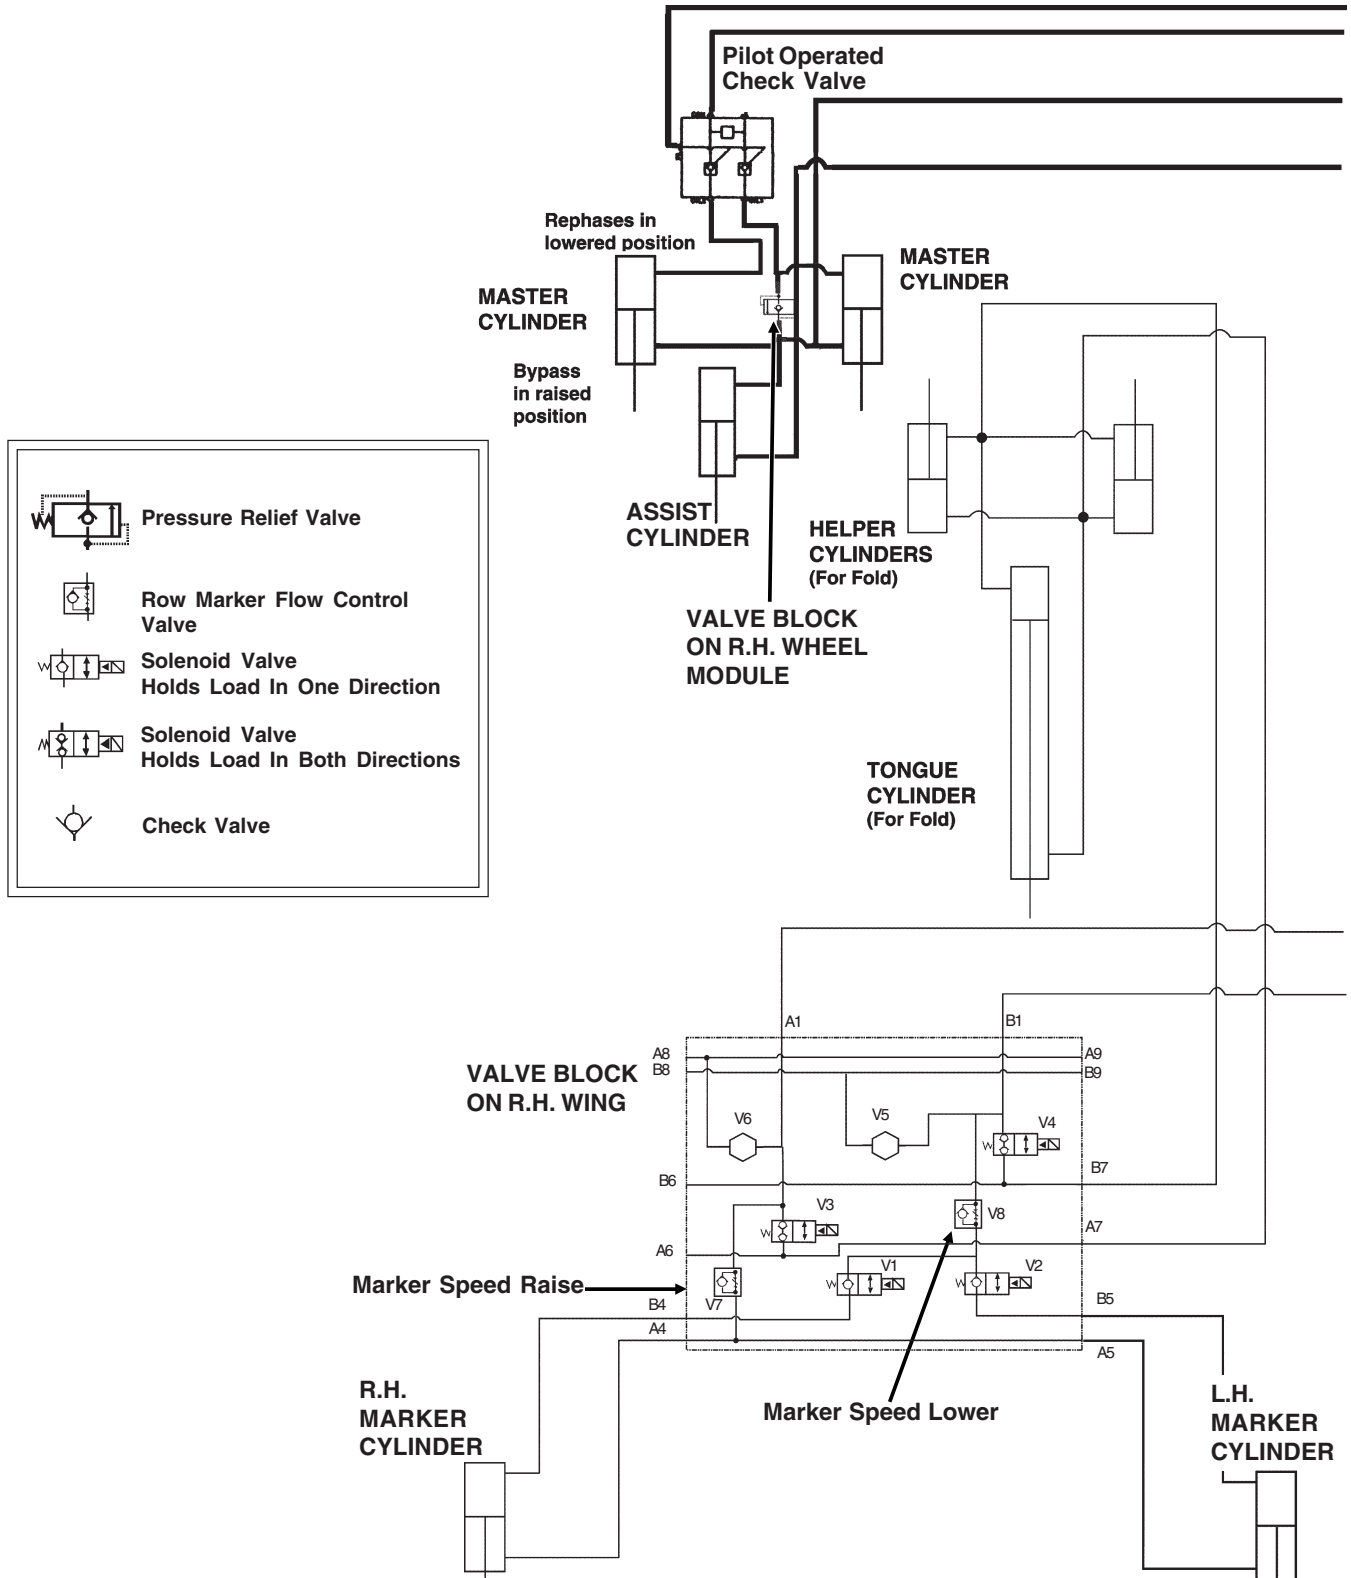 Pilot Operated
Check Valve
Rephases in
lowered position
MASTER
CYLINDER
MASTER
CYLINDER
Bypass
in raised
position
ASSIST
CYLINDER
HELPER
CYLINDERS
(For Fold)
VALVE BLOCK
ON R.H. WHEEL
MODULE
Pressure Relief Valve
Row Marker Flow Control
Valve
Solenoid Valve
Holds Load In One Direction
Solenoid Valve
Holds Load In Both Directions
Check Valve
TONGUE
CYLINDER
(For Fold)
A1
B1
A8
A9
B8
B9
VALVE BLOCK
ON R.H. WING
V6
V5
V4
B6
B7
V3
V8
A7
A6
V1
V2
Marker Speed Raise
V7
B4
B5
A4
A5
R.H.
MARKER
CYLINDER
Marker Speed Lower
L.H.
MARKER
CYLINDER